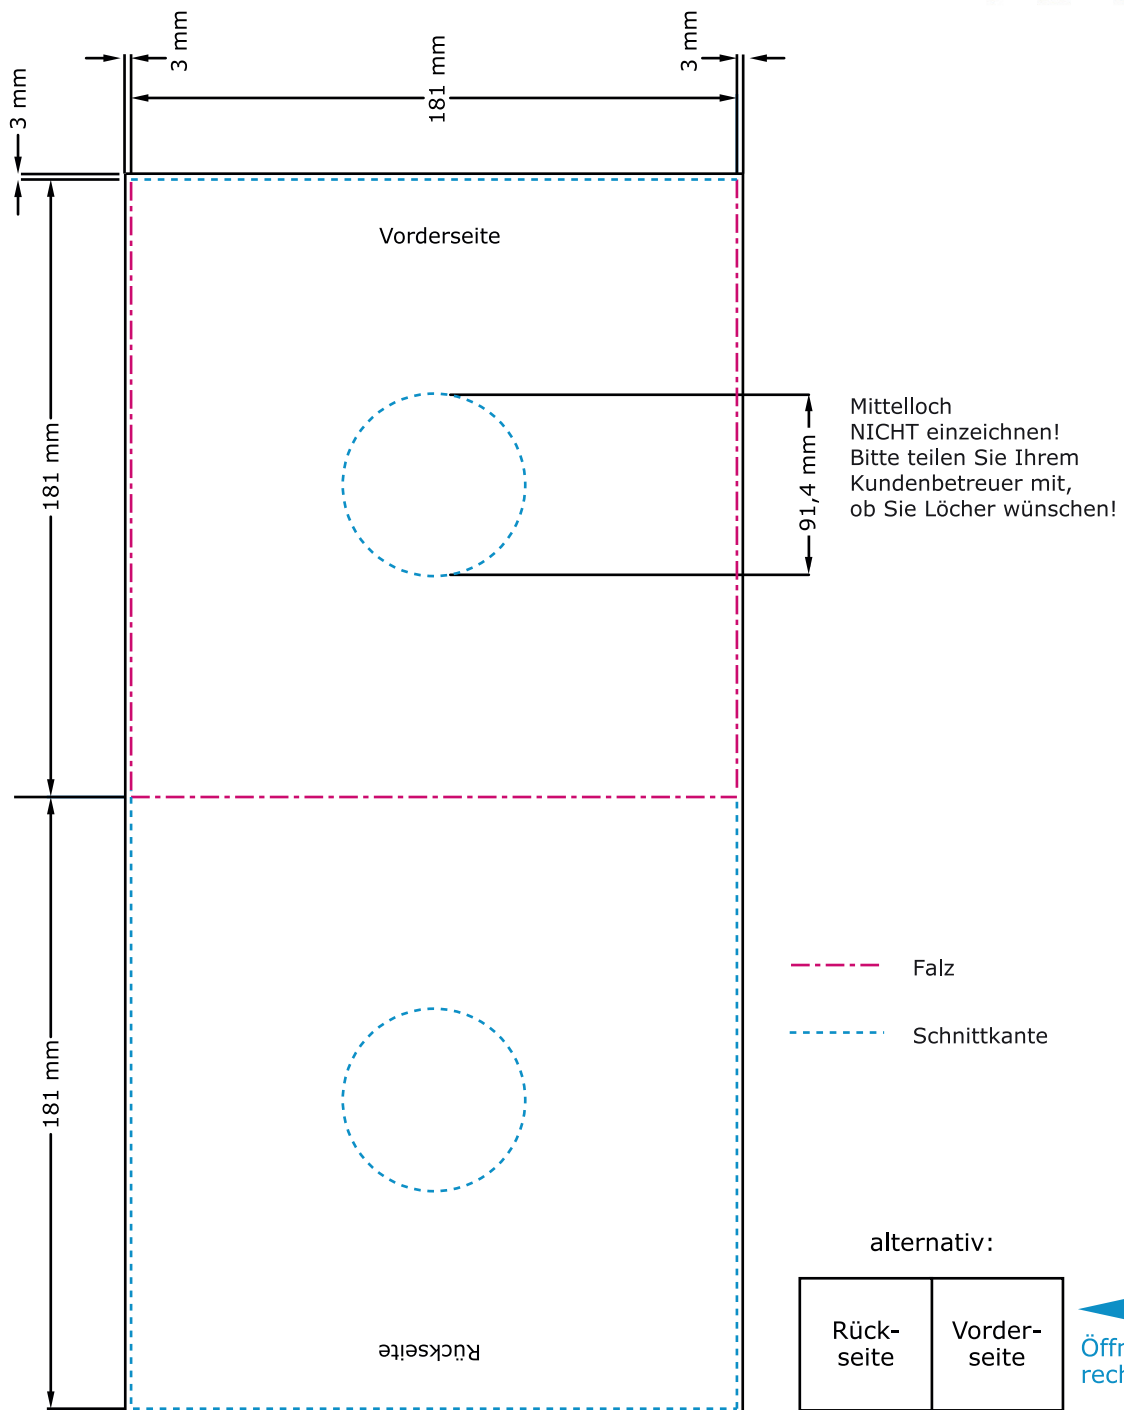 3 mm
3 mm
181 mm
3 mm
Vorderseite
181 mm
91,4 mm
Mittelloch
NICHT einzeichnen!
Bitte teilen Sie Ihrem
Kundenbetreuer mit,
ob Sie Löcher wünschen!
Falz
Schnittkante
181 mm
alternativ:
Rück-
seite
Vorder-
seite
Rückseite